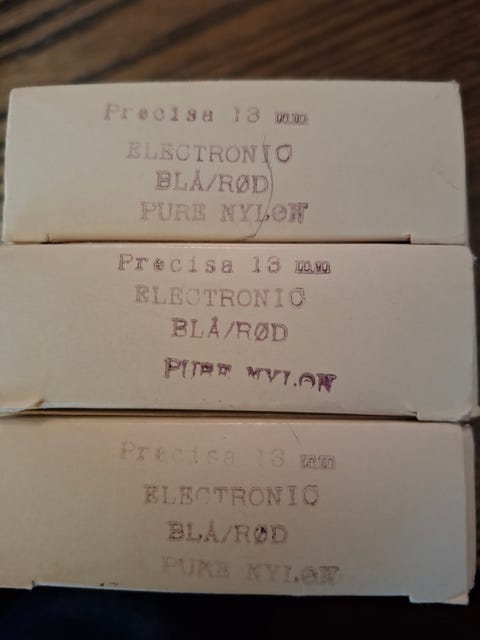 Precisa 13 mm
ELECTRONIC
BLÅ/RØD
PURE NYLON
Precisa 13 mm
ELECTRONIC
BLÅ/RØD
PURE NYLON
Precisa 13 mm
ELECTRONIC
BLÅ/RØD
PURE NYLON